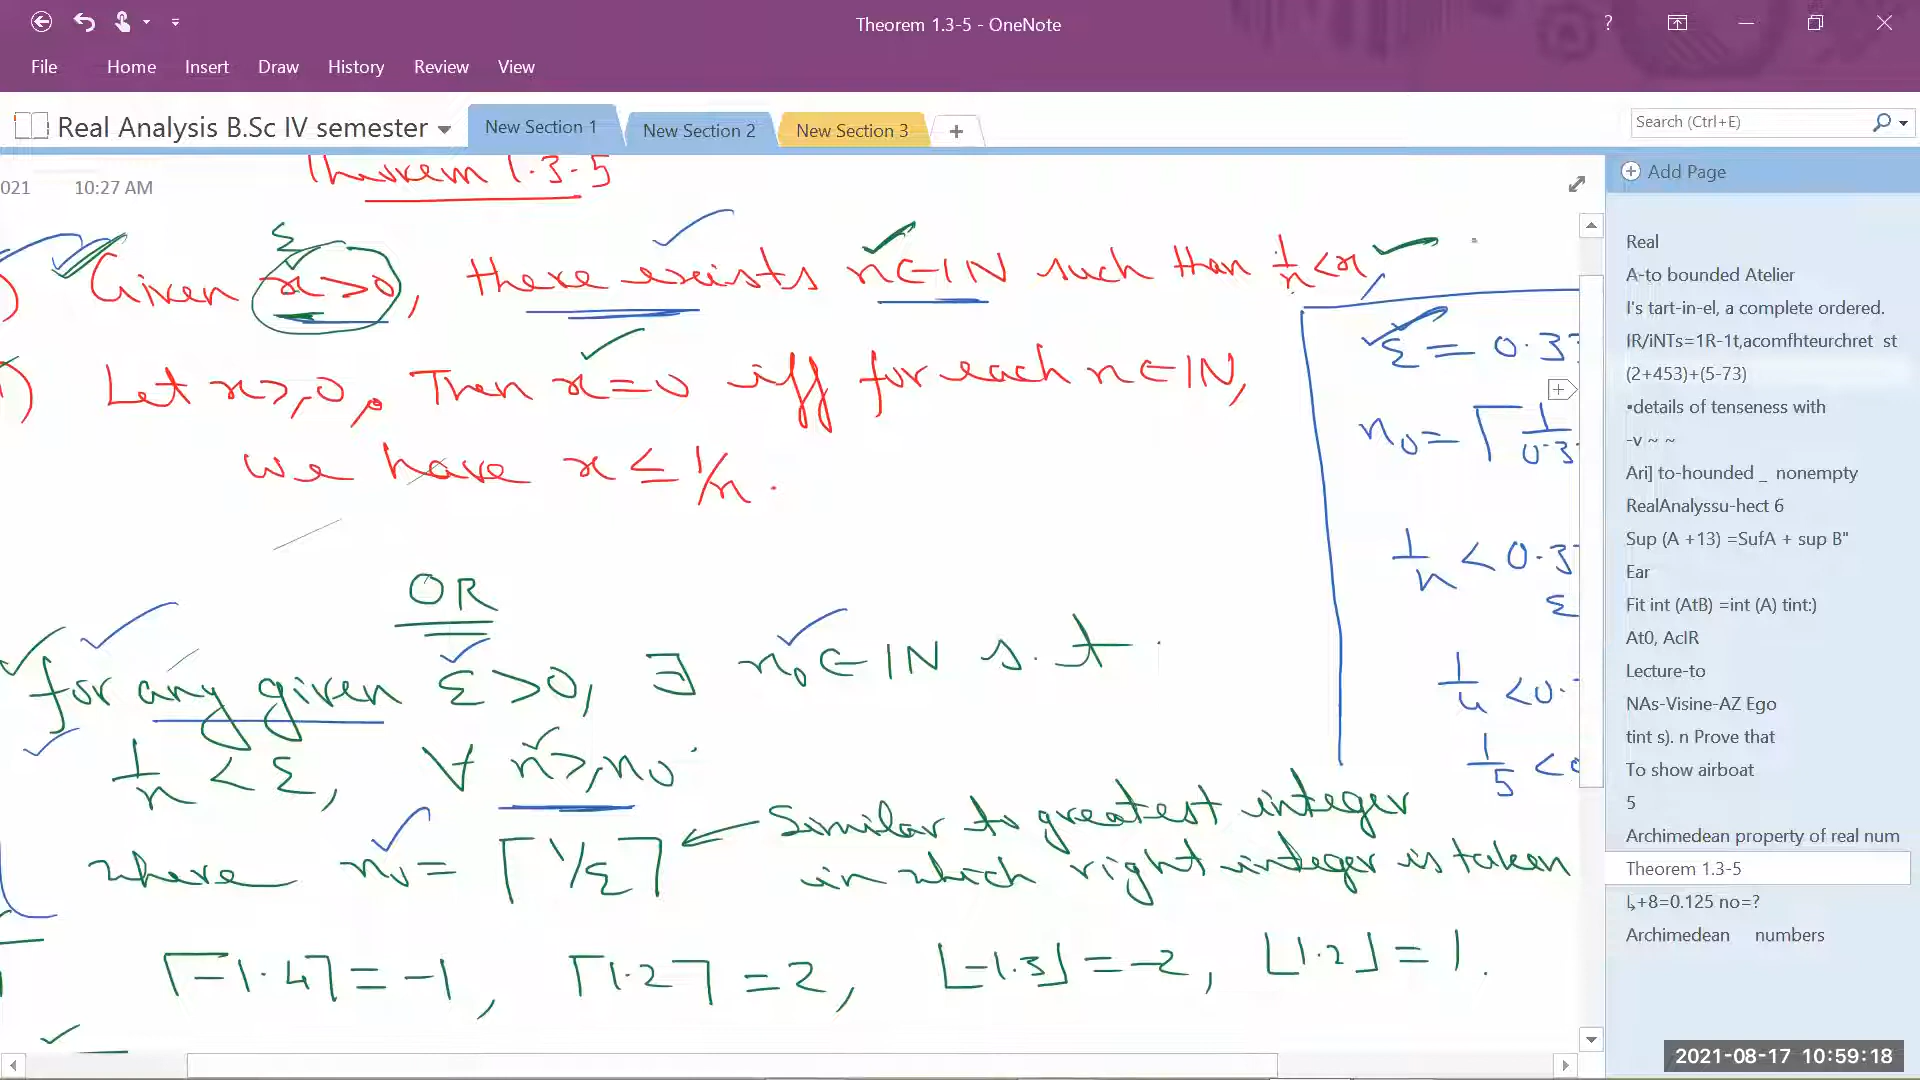 Theorem 1.3-5 - OneNote
?
File Home Insert Draw History Review View
Real Analysis B.Sc IV semester
New Section 1
New Section 2
New Section 3
+
Search (Ctrl+E)
021 10:27 AM
Theorem 1.3-5
ε
) Given x>0, there exists n∈IN such than 1/n<x
) Let x≥0. Then x=0 iff for each n∈IN,
we have x ≤ 1/n.
OR
for any given ε>0, ∃ n₀∈IN s.t
1/n < ε, ∀ n≥n₀
where n₀ = ⌈1/ε⌉ ← Similar to greatest integer
in which right integer is taken
⌈-1.4⌉ = -1, ⌈1.2⌉ = 2, ⌊-1.3⌋ = -2, ⌊1.2⌋ = 1.
ε = 0.3
n₀ = ⌈1/0.3
1/n < 0.3
ε
1/4 < 0.
1/5 <
Add Page
Real
A-to bounded Atelier
I's tart-in-el, a complete ordered.
IR/iNTs=1R-1t,acomfhteurchret st
(2+453)+(5-73)
•details of tenseness with
-v ~ ~
Ari] to-hounded _ nonempty
RealAnalyssu-hect 6
Sup (A +13) =SufA + sup B"
Ear
Fit int (AtB) =int (A) tint:)
At0, AcIR
Lecture-to
NAs-Visine-AZ Ego
tint s). n Prove that
To show airboat
5
Archimedean property of real num
Theorem 1.3-5
+8=0.125 no=?
Archimedean numbers
2021-08-17 10:59:18